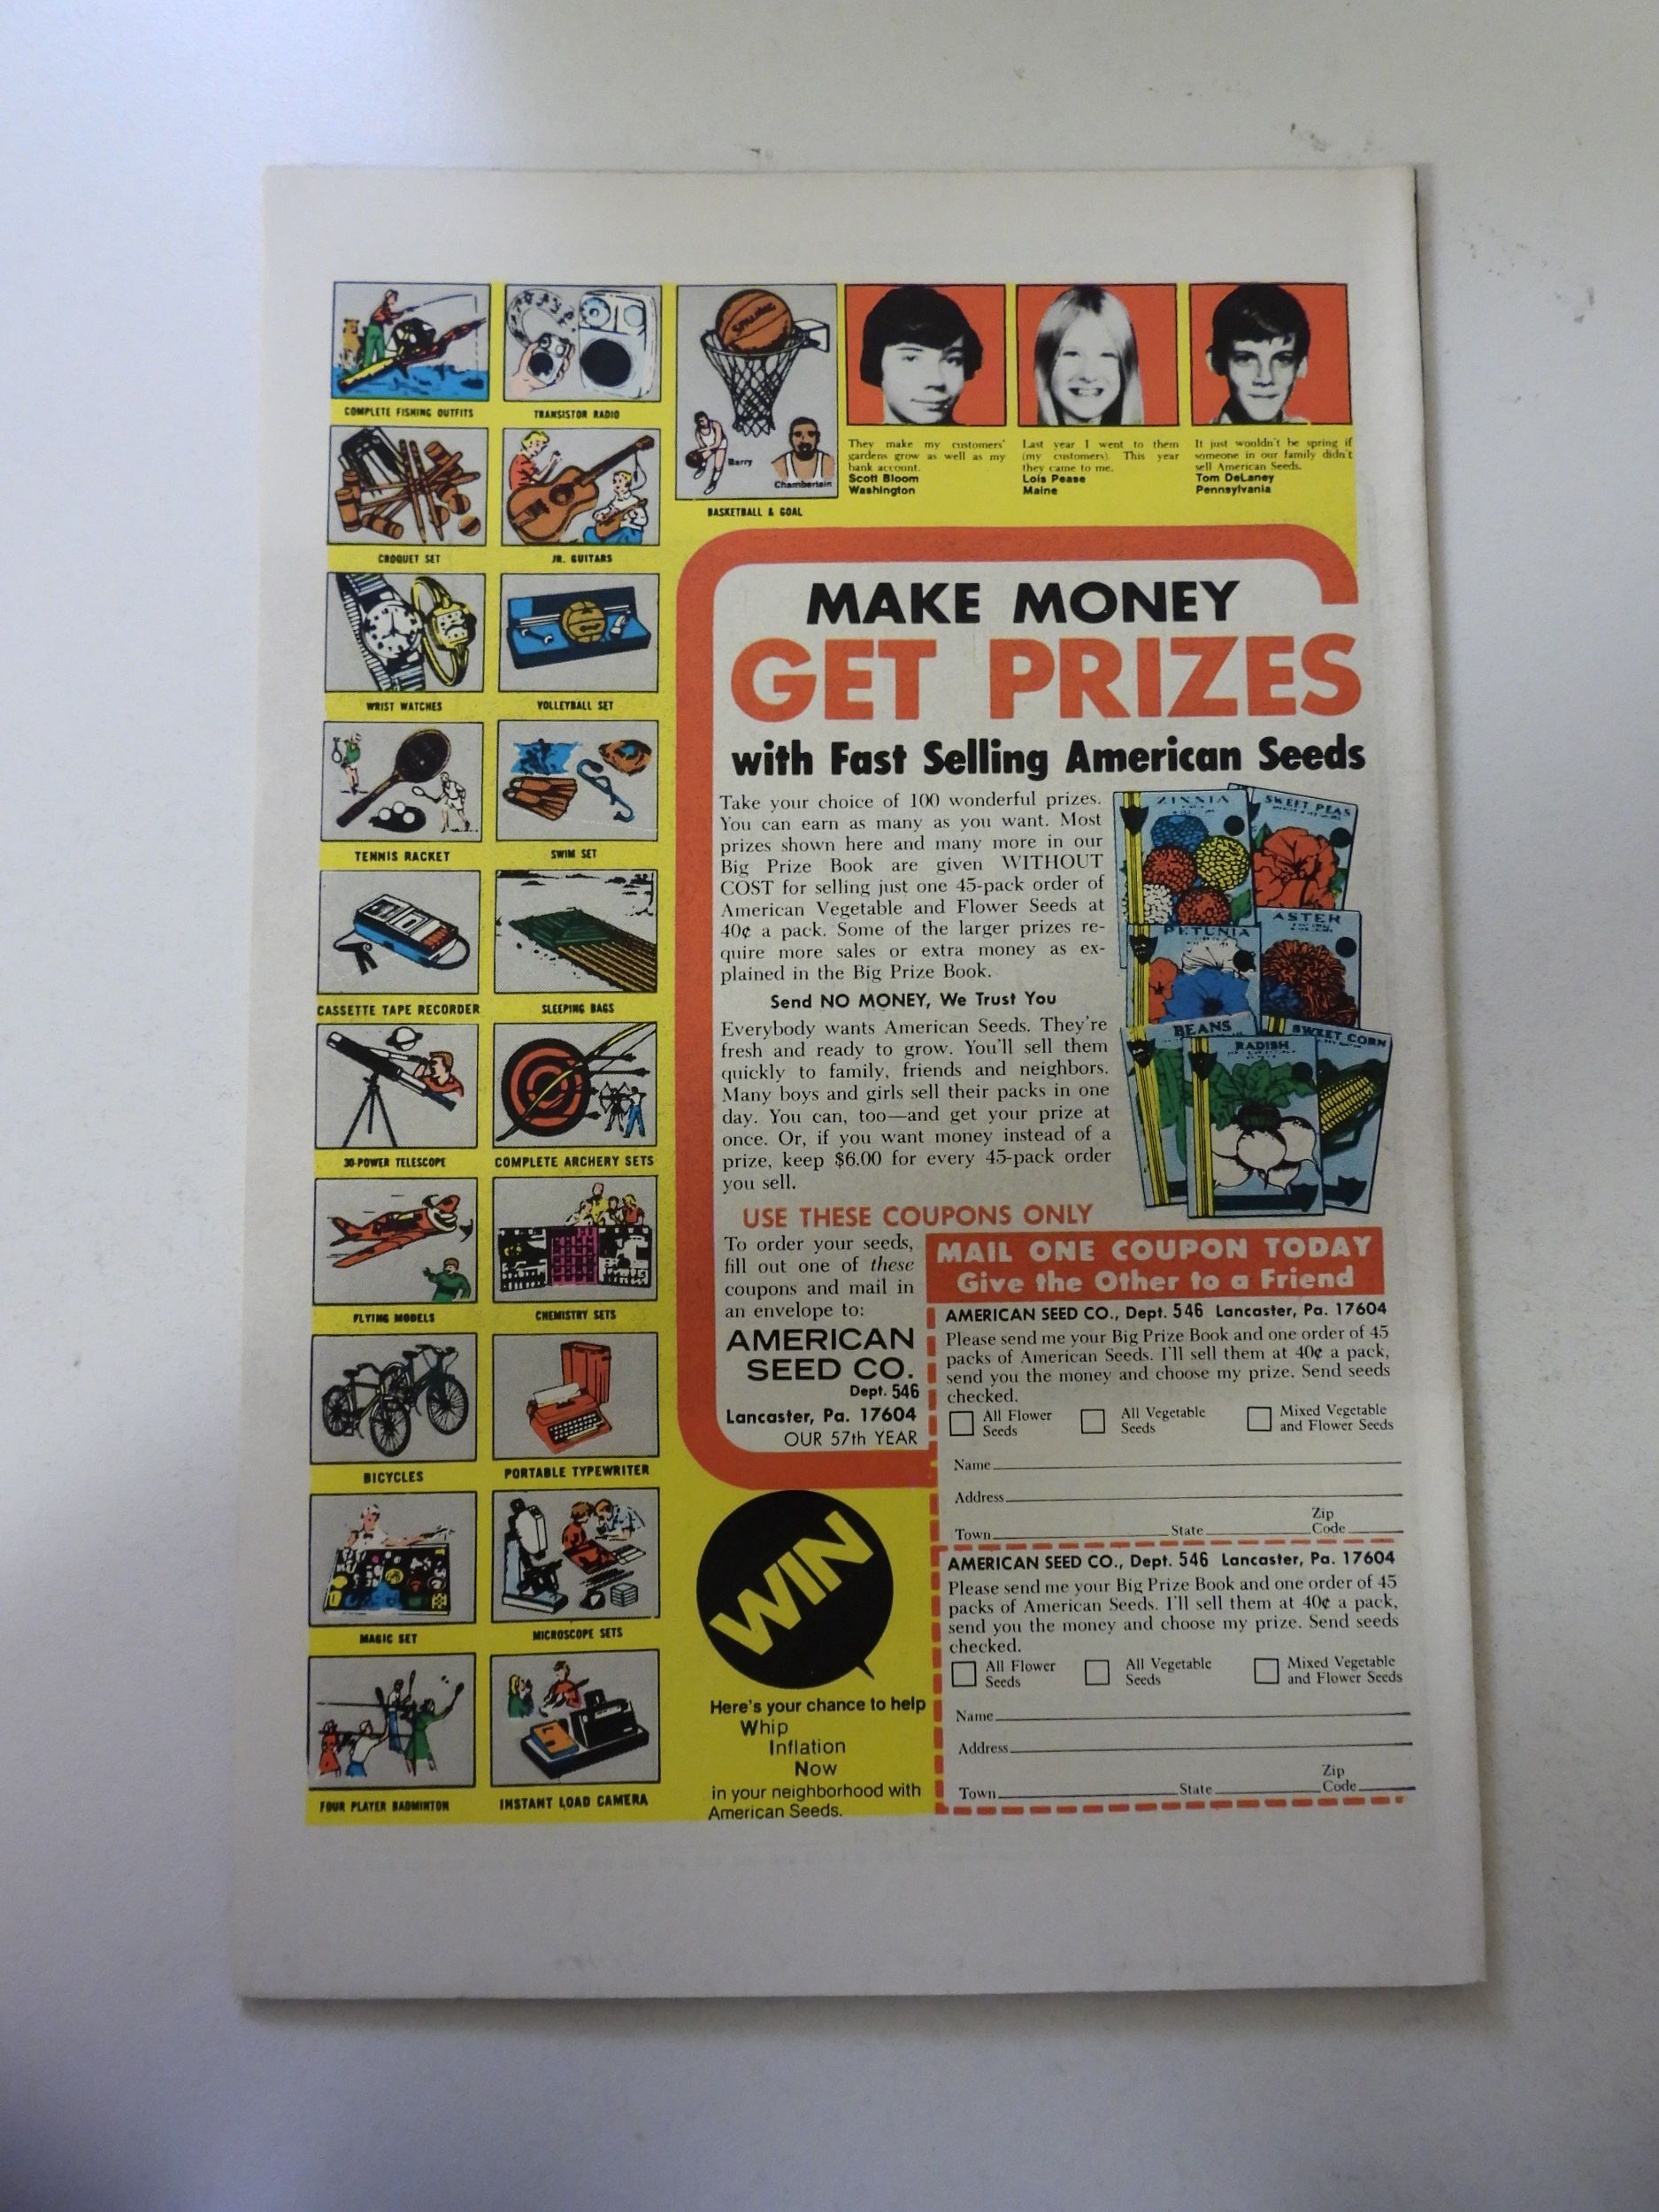 COMPLETE FISHING OUTFITS
TRANSISTOR RADIO
CROQUET SET
JR. GUITARS
WRIST WATCHES
VOLLEYBALL SET
TENNIS RACKET
SWIM SET
CASSETTE TAPE RECORDER
SLEEPING BAGS
30-POWER TELESCOPE
COMPLETE ARCHERY SETS
FLYING MODELS
CHEMISTRY SETS
BICYCLES
PORTABLE TYPEWRITER
MAGIC SET
MICROSCOPE SETS
FOUR PLAYER BADMINTON
INSTANT LOAD CAMERA
SPALDING
Barry
Chamberlain
BASKETBALL & GOAL
They make my customers'
gardens grow as well as my
bank account.
Scott Bloom
Washington
Last year I went to them
(my customers). This year
they came to me.
Lois Pease
Maine
It just wouldn't be spring if
someone in our family didn't
sell American Seeds.
Tom DeLaney
Pennsylvania
MAKE MONEY
GET PRIZES
with Fast Selling American Seeds
Take your choice of 100 wonderful prizes.
You can earn as many as you want. Most
prizes shown here and many more in our
Big Prize Book are given WITHOUT
COST for selling just one 45-pack order of
American Vegetable and Flower Seeds at
40¢ a pack. Some of the larger prizes re-
quire more sales or extra money as ex-
plained in the Big Prize Book.
Send NO MONEY, We Trust You
Everybody wants American Seeds. They're
fresh and ready to grow. You'll sell them
quickly to family, friends and neighbors.
Many boys and girls sell their packs in one
day. You can, too—and get your prize at
once. Or, if you want money instead of a
prize, keep $6.00 for every 45-pack order
you sell.
ZINNIA
SWEET PEAS
PETUNIA
ASTER
BEANS
RADISH
SWEET CORN
USE THESE COUPONS ONLY
To order your seeds,
fill out one of these
coupons and mail in
an envelope to:
AMERICAN
SEED CO.
Dept. 546
Lancaster, Pa. 17604
OUR 57th YEAR
MAIL ONE COUPON TODAY
Give the Other to a Friend
AMERICAN SEED CO., Dept. 546 Lancaster, Pa. 17604
Please send me your Big Prize Book and one order of 45
packs of American Seeds. I'll sell them at 40¢ a pack,
send you the money and choose my prize. Send seeds
checked.
All Flower Seeds
All Vegetable Seeds
Mixed Vegetable and Flower Seeds
Name
Address
Town State Zip Code
AMERICAN SEED CO., Dept. 546 Lancaster, Pa. 17604
Please send me your Big Prize Book and one order of 45
packs of American Seeds. I'll sell them at 40¢ a pack,
send you the money and choose my prize. Send seeds
checked.
All Flower Seeds
All Vegetable Seeds
Mixed Vegetable and Flower Seeds
Name
Address
Town State Zip Code
WIN
Here's your chance to help
Whip
Inflation
Now
in your neighborhood with
American Seeds.